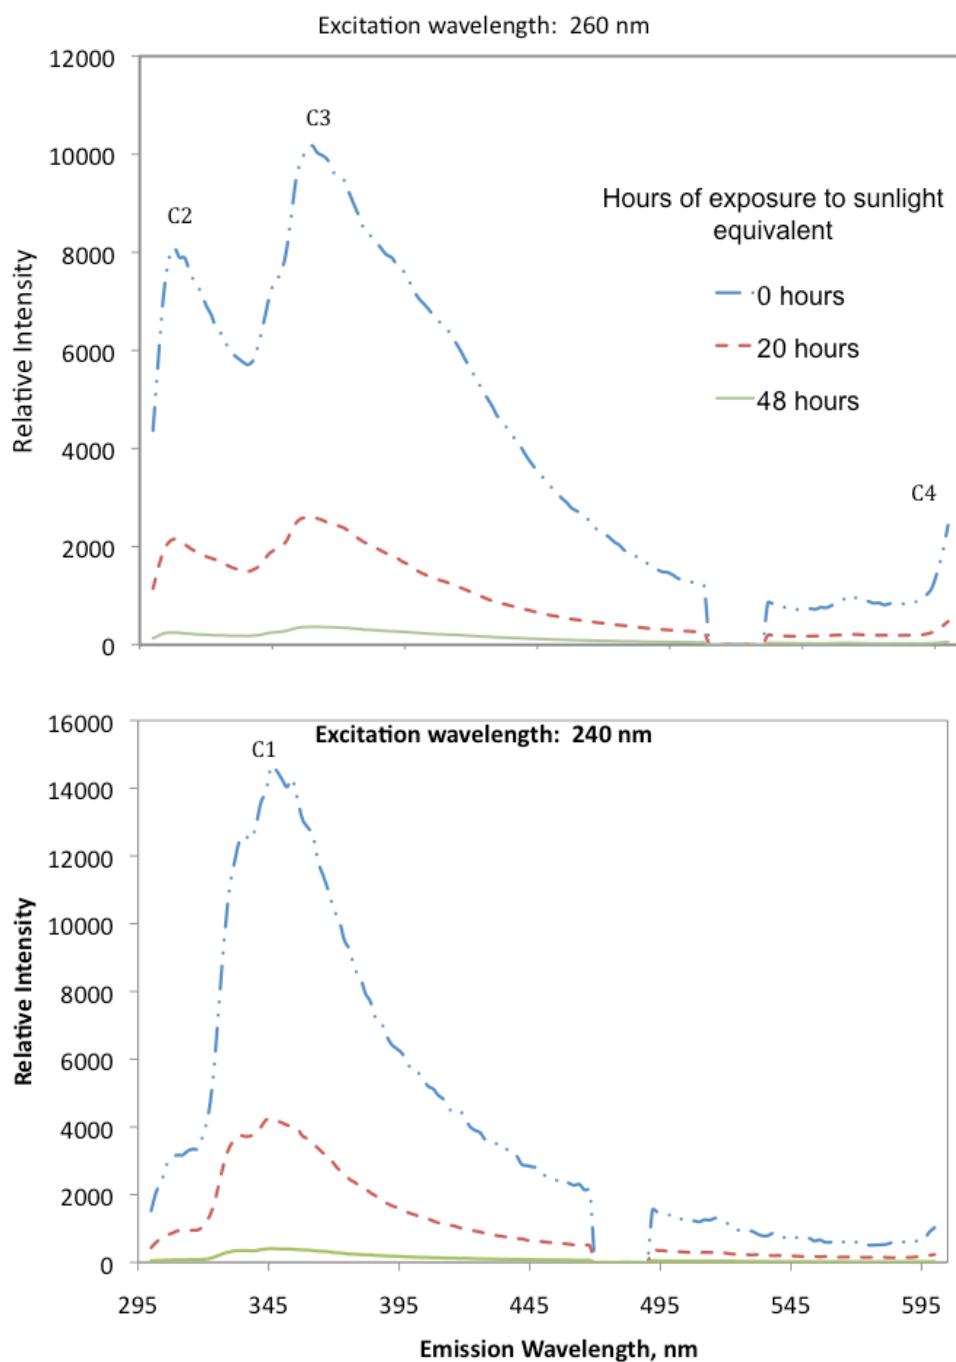 Excitation wavelength: 260 nm
12000
C3
10000
Hours of exposure to sunlight
equivalent
C2
8000
0 hours
6000
20 hours
48 hours
4000
C4
2000
0
Relative Intensity
16000
Excitation wavelength: 240 nm
C1
14000
12000
10000
8000
6000
4000
2000
0
Relative Intensity
295 345 395 445 495 545 595
Emission Wavelength, nm